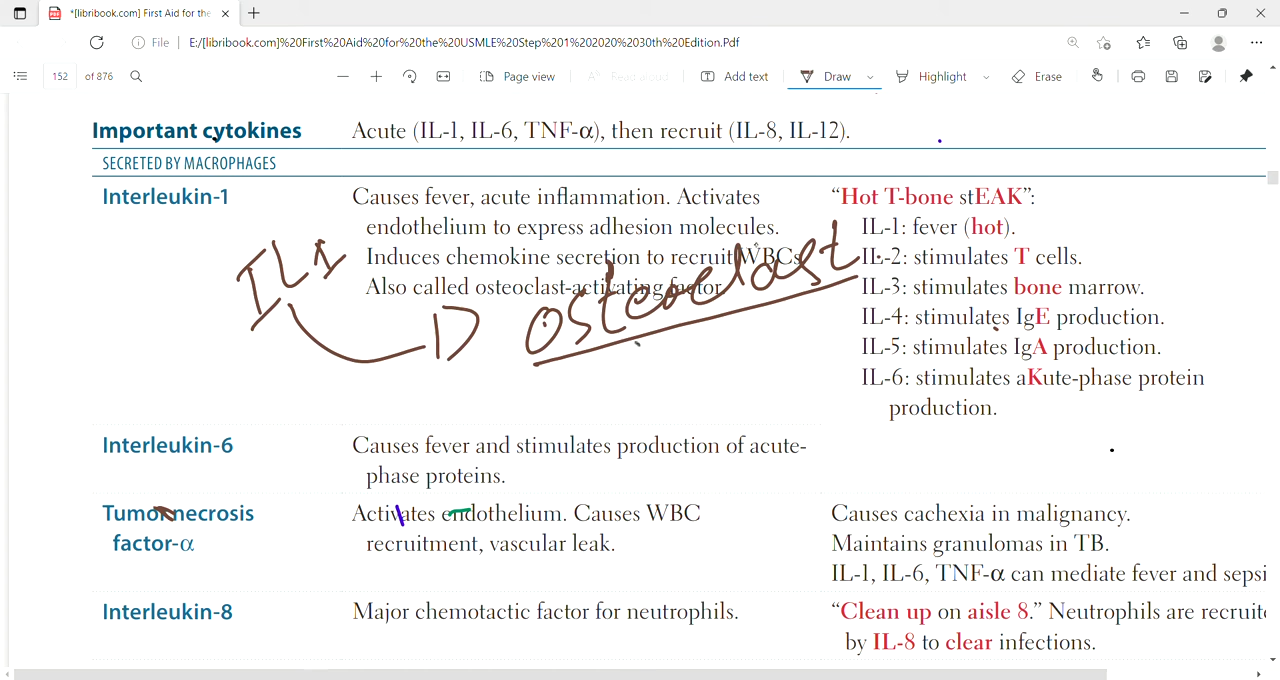 *[libribook.com] First Aid for the
File
E:/[libribook.com]%20First%20Aid%20for%20the%20USMLE%20Step%201%202020%2030th%20Edition.Pdf
152 of 876
Page view
Read aloud
Add text
Draw
Highlight
Erase
Important cytokines
Acute (IL-1, IL-6, TNF-α), then recruit (IL-8, IL-12).
SECRETED BY MACROPHAGES
Interleukin-1
Causes fever, acute inflammation. Activates
endothelium to express adhesion molecules.
Induces chemokine secretion to recruit WBCs.
Also called osteoclast-activating factor.
"Hot T-bone stEAK":
IL-1: fever (hot).
IL-2: stimulates T cells.
IL-3: stimulates bone marrow.
IL-4: stimulates IgE production.
IL-5: stimulates IgA production.
IL-6: stimulates aKute-phase protein
production.
IL1
osteoclast
Interleukin-6
Causes fever and stimulates production of acute-
phase proteins.
Tumor necrosis
factor-α
Activates endothelium. Causes WBC
recruitment, vascular leak.
Causes cachexia in malignancy.
Maintains granulomas in TB.
IL-1, IL-6, TNF-α can mediate fever and sepsi
Interleukin-8
Major chemotactic factor for neutrophils.
"Clean up on aisle 8." Neutrophils are recruite
by IL-8 to clear infections.